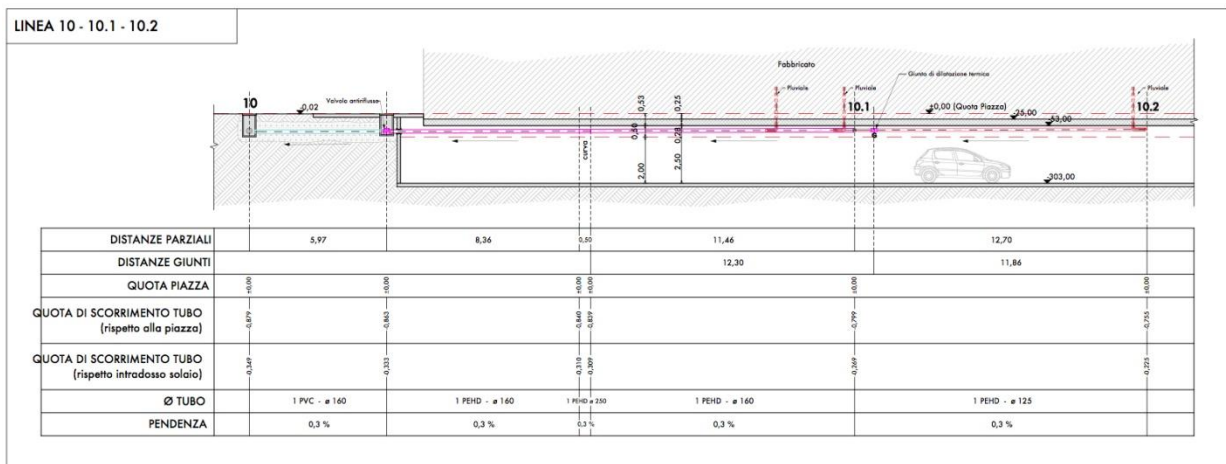 LINEA 10 - 10.1 - 10.2
Fabbricato
Giunto di dilatazione termica
Pluviale
Pluviale
Pluviale
10
-0,02
Valvola antiriflusso
0,53
0,25
10.1
±0,00 (Quota Piazza)
-25,00
-53,00
10.2
0,50
0,28
curva
2,00
2,50
-303,00
DISTANZE PARZIALI 5,97 8,36 0,50 11,46 12,70
DISTANZE GIUNTI 12,30 11,86
QUOTA PIAZZA ±0,00 ±0,00 ±0,00 ±0,00 ±0,00 ±0,00
QUOTA DI SCORRIMENTO TUBO
(rispetto alla piazza)
-0,879 -0,863 -0,840 -0,839 -0,799 -0,755
QUOTA DI SCORRIMENTO TUBO
(rispetto intradosso solaio)
-0,349 -0,333 -0,310 -0,309 -0,269 -0,225
Ø TUBO 1 PVC - ø 160 1 PEHD - ø 160 1 PEHD ø 250 1 PEHD - ø 160 1 PEHD - ø 125
PENDENZA 0,3 % 0,3 % 0,3 % 0,3 % 0,3 %